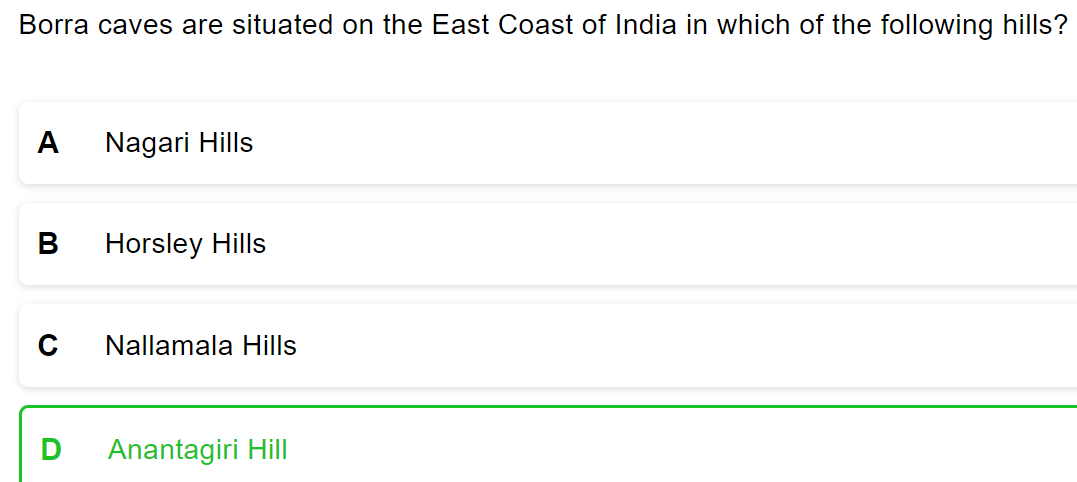 Borra caves are situated on the East Coast of India in which of the following hills?
A Nagari Hills
B Horsley Hills
C Nallamala Hills
D Anantagiri Hill